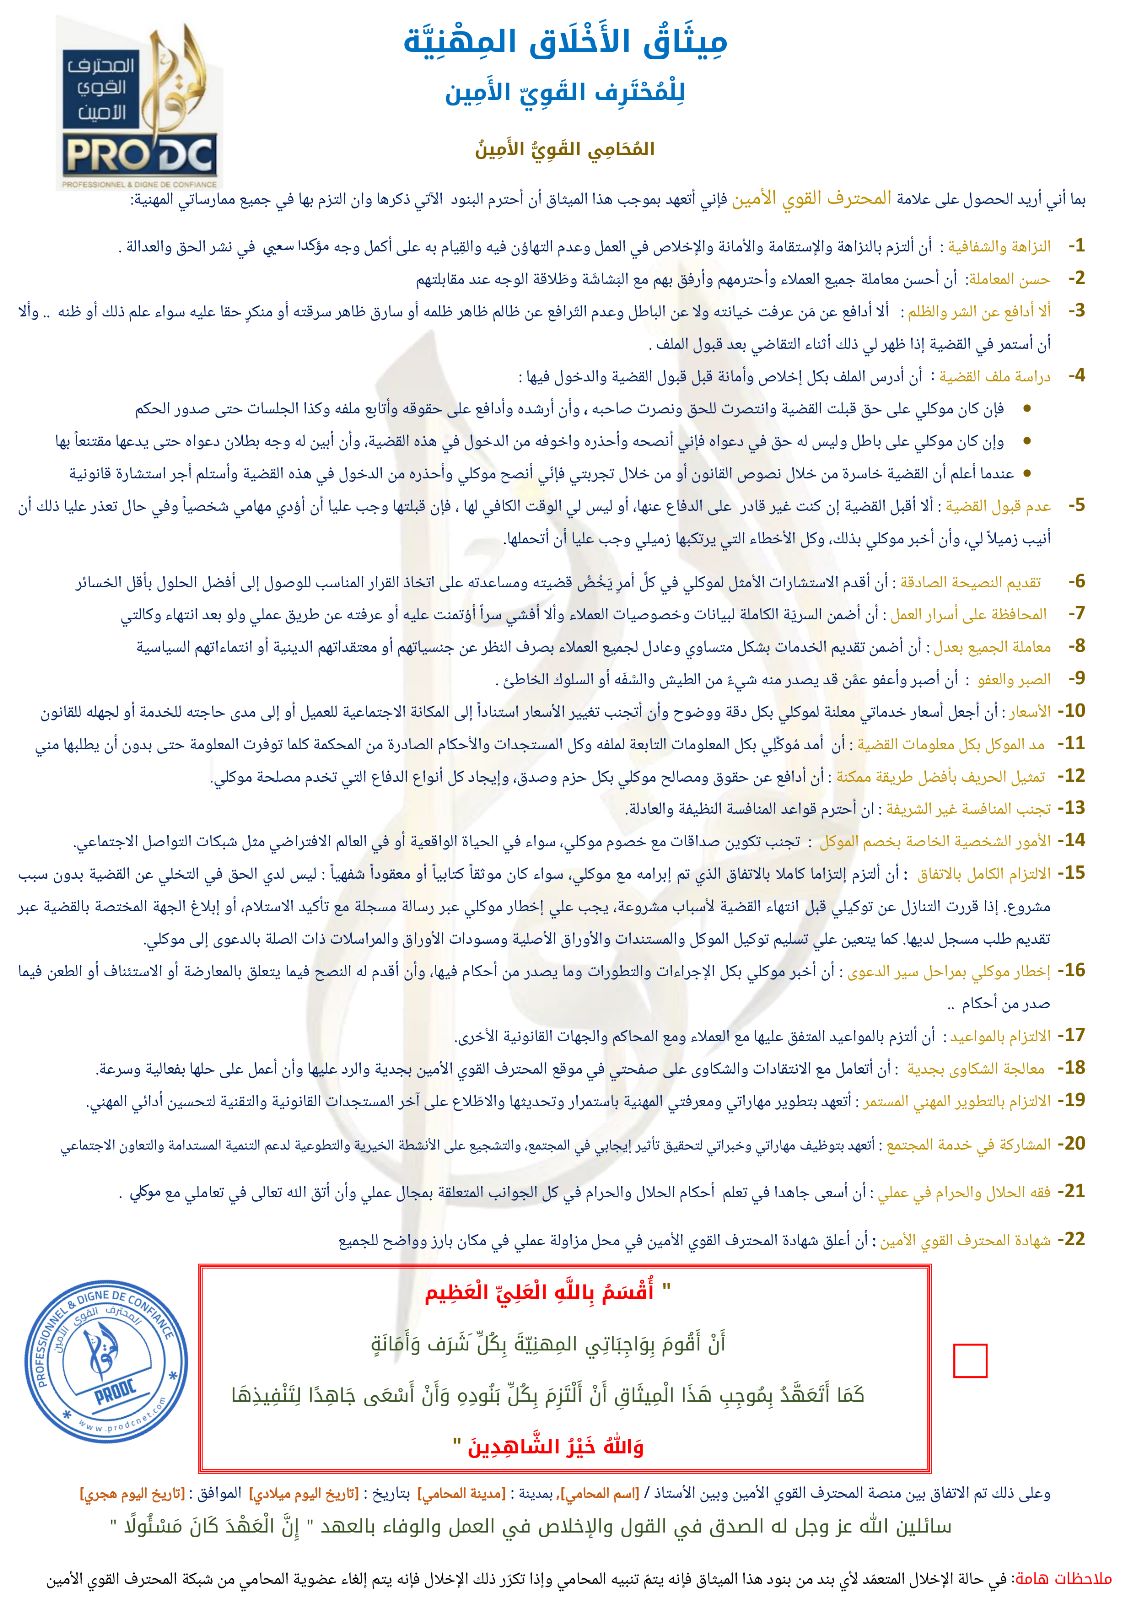 مِيثَاقُ الأَخْلَاق المِهْنِيَّة
لِلْمُحْتَرِف القَوِيّ الأَمِين
المحترف
القوي
الأمين
PRO DC
PROFESSIONNEL & DIGNE DE CONFIANCE
المُحَامِي القَوِيُّ الأَمِينُ
بما أني أريد الحصول على علامة المحترف القوي الأمين فإني أتعهد بموجب هذا الميثاق أن أحترم البنود الآتي ذكرها وان التزم بها في جميع ممارساتي المهنية:
1- النزاهة والشفافية : أن ألتزم بالنزاهة والإستقامة والأمانة والإخلاص في العمل وعدم التهاؤن فيه والقِيام به على أكمل وجه مؤكدا سعيي في نشر الحق والعدالة .
2- حسن المعاملة: أن أحسن معاملة جميع العملاء وأحترمهم وأرفق بهم مع البَشاشَة وطَلاقة الوجه عند مقابلتهم
3- ألا أدافع عن الشر والظلم : ألا أدافع عن مَن عرفت خيانته ولا عن الباطل وعدم التّرافع عن ظالم ظاهر ظلمه أو سارق ظاهر سرقته أو منكرٍ حقا عليه سواء علم ذلك أو ظنه .. وألا
أن أستمر في القضية إذا ظهر لي ذلك أثناء التقاضي بعد قبول الملف .
4- دراسة ملف القضية : أن أدرس الملف بكل إخلاص وأمانة قبل قبول القضية والدخول فيها :
• فإن كان موكلي على حق قبلت القضية وانتصرت للحق ونصرت صاحبه ، وأن أرشده وأدافع على حقوقه وأتابع ملفه وكذا الجلسات حتى صدور الحكم
• وإن كان موكلي على باطل وليس له حق في دعواه فإني أنصحه وأحذره واخوفه من الدخول في هذه القضية، وأن أبين له وجه بطلان دعواه حتى يدعها مقتنعاً بها
• عندما أعلم أن القضية خاسرة من خلال نصوص القانون أو من خلال تجربتي فإنّي أنصح موكلي وأحذره من الدخول في هذه القضية وأستلم أجر استشارة قانونية
5- عدم قبول القضية : ألا أقبل القضية إن كنت غير قادر على الدفاع عنها، أو ليس لي الوقت الكافي لها ، فإن قبلتها وجب عليا أن أؤدي مهامي شخصياً وفي حال تعذر عليا ذلك أن
أنيب زميلاً لي، وأن أخبر موكلي بذلك، وكل الأخطاء التي يرتكبها زميلي وجب عليا أن أتحملها.
6- تقديم النصيحة الصادقة : أن أقدم الاستشارات الأمثل لموكلي في كلّ أمرٍ يَخُصُّ قضيته ومساعدته على اتخاذ القرار المناسب للوصول إلى أفضل الحلول بأقل الخسائر
7- المحافظة على أسرار العمل : أن أضمن السريّة الكاملة لبيانات وخصوصيات العملاء وألا أفشي سراً أؤتمنت عليه أو عرفته عن طريق عملي ولو بعد انتهاء وكالتي
8- معاملة الجميع بعدل : أن أضمن تقديم الخدمات بشكل متساوي وعادل لجميع العملاء بصرف النظر عن جنسياتهم أو معتقداتهم الدينية أو انتماءاتهم السياسية
9- الصبر والعفو : أن أصبر وأعفو عمَّن قد يصدر منه شيءٌ من الطيش والسَّفَه أو السلوك الخاطئ .
10- الأسعار : أن أجعل أسعار خدماتي معلنة لموكلي بكل دقة ووضوح وأن أتجنب تغيير الأسعار استناداً إلى المكانة الاجتماعية للعميل أو إلى مدى حاجته للخدمة أو لجهله للقانون
11- مد الموكل بكل معلومات القضية : أن أمد مُوكَّلِي بكل المعلومات التابعة لملفه وكل المستجدات والأحكام الصادرة من المحكمة كلما توفرت المعلومة حتى بدون أن يطلبها مني
12- تمثيل الحريف بأفضل طريقة ممكنة : أن أدافع عن حقوق ومصالح موكلي بكل حزم وصدق، وإيجاد كل أنواع الدفاع التي تخدم مصلحة موكلي.
13- تجنب المنافسة غير الشريفة : ان أحترم قواعد المنافسة النظيفة والعادلة.
14- الأمور الشخصية الخاصة بخصم الموكل : تجنب تكوين صداقات مع خصوم موكلي، سواء في الحياة الواقعية أو في العالم الافتراضي مثل شبكات التواصل الاجتماعي.
15- الالتزام الكامل بالاتفاق : أن ألتزم إلتزاما كاملا بالاتفاق الذي تم إبرامه مع موكلي، سواء كان موثقاً كتابياً أو معقوداً شفهياً : ليس لدي الحق في التخلي عن القضية بدون سبب
مشروع. إذا قررت التنازل عن توكيلي قبل انتهاء القضية لأسباب مشروعة، يجب علي إخطار موكلي عبر رسالة مسجلة مع تأكيد الاستلام، أو إبلاغ الجهة المختصة بالقضية عبر
تقديم طلب مسجل لديها. كما يتعين علي تسليم توكيل الموكل والمستندات والأوراق الأصلية ومسودات الأوراق والمراسلات ذات الصلة بالدعوى إلى موكلي.
16- إخطار موكلي بمراحل سير الدعوى : أن أخبر موكلي بكل الإجراءات والتطورات وما يصدر من أحكام فيها، وأن أقدم له النصح فيما يتعلق بالمعارضة أو الاستئناف أو الطعن فيما
صدر من أحكام ..
17- الالتزام بالمواعيد : أن ألتزم بالمواعيد المتفق عليها مع العملاء ومع المحاكم والجهات القانونية الأخرى.
18- معالجة الشكاوى بجدية : أن أتعامل مع الانتقادات والشكاوى على صفحتي في موقع المحترف القوي الأمين بجدية والرد عليها وأن أعمل على حلها بفعالية وسرعة.
19- الالتزام بالتطوير المهني المستمر : أتعهد بتطوير مهاراتي ومعرفتي المهنية باستمرار وتحديثها والاطّلاع على آخر المستجدات القانونية والتقنية لتحسين أدائي المهني.
20- المشاركة في خدمة المجتمع : أتعهد بتوظيف مهاراتي وخبراتي لتحقيق تأثير إيجابي في المجتمع، والتشجيع على الأنشطة الخيرية والتطوعية لدعم التنمية المستدامة والتعاون الاجتماعي
21- فقه الحلال والحرام في عملي : أن أسعى جاهدا في تعلم أحكام الحلال والحرام في كل الجوانب المتعلقة بمجال عملي وأن أتق الله تعالى في تعاملي مع موكلي .
22- شهادة المحترف القوي الأمين : أن أعلق شهادة المحترف القوي الأمين في محل مزاولة عملي في مكان بارز وواضح للجميع
" أُقْسَمُ بِاللَّهِ الْعَلِيِّ الْعَظِيم
أَنْ أَقُومَ بِوَاجِبَاتِي المِهنِيّةَ بِكُلِّ شَرَف وَأَمَانَةٍ
كَمَا أَتَعَهَّدُ بِمُوجِبِ هَذَا الْمِيثَاقِ أَنْ أَلْتَزِمَ بِكُلِّ بَنُودِهِ وَأَنْ أَسْعَى جَاهِدًا لِتَنْفِيذِهَا
وَاللهُ خَيْرُ الشَّاهِدِينَ "
PROFESSIONNEL & DIGNE DE CONFIANCE
المحترف القوي الأمين
PRODC
www.prodcnet.com
وعلى ذلك تم الاتفاق بين منصة المحترف القوي الأمين وبين الأستاذ / [اسم المحامي], بمدينة : [مدينة المحامي] بتاريخ : [تاريخ اليوم ميلادي] الموافق : [تاريخ اليوم هجري]
سائلين الله عز وجل له الصدق في القول والإخلاص في العمل والوفاء بالعهد " إِنَّ الْعَهْدَ كَانَ مَسْئُولًا "
ملاحظات هامة: في حالة الإخلال المتعمّد لأي بند من بنود هذا الميثاق فإنه يتمّ تنبيه المحامي وإذا تكرّر ذلك الإخلال فإنه يتم إلغاء عضوية المحامي من شبكة المحترف القوي الأمين